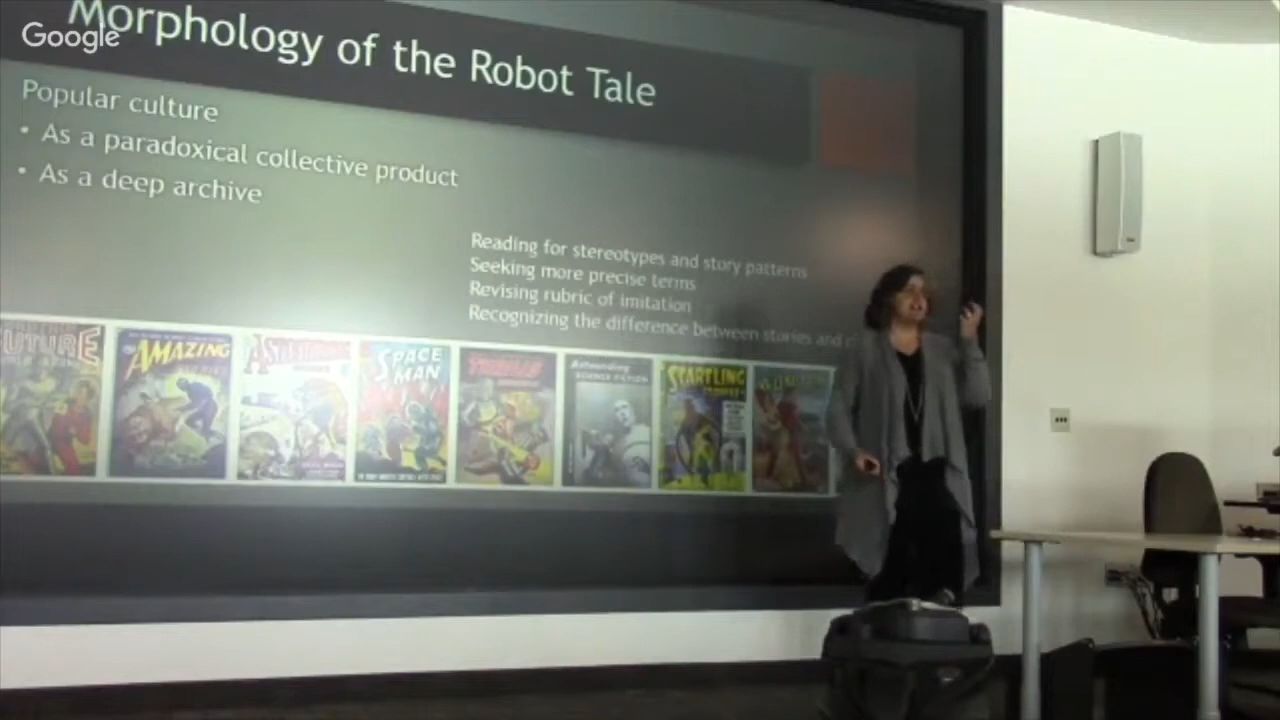 Google
Morphology of the Robot Tale
Popular culture
• As a paradoxical collective product
• As a deep archive
Reading for stereotypes and story patterns
Seeking more precise terms
Revising rubric of imitation
Recognizing the difference between stories and
FUTURE
AMAZING
SPACE
MAN
Astounding
SCIENCE FICTION
STARTLING